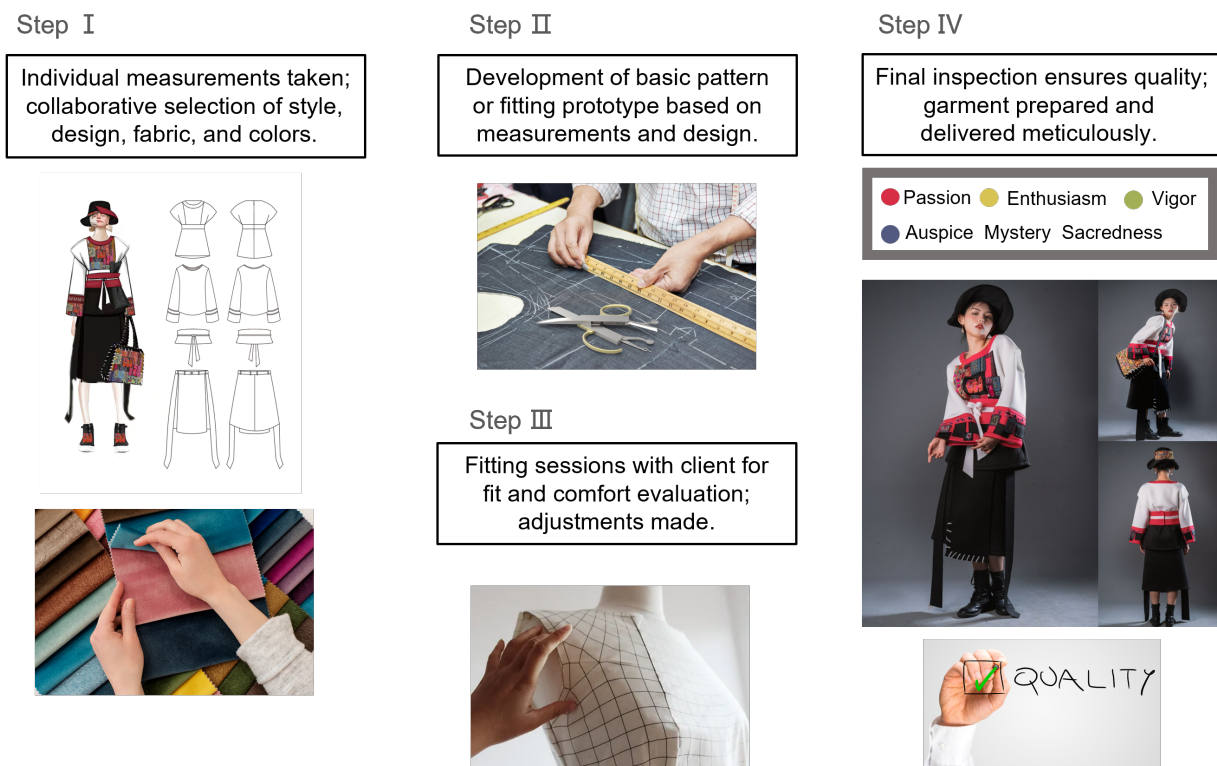 Step Ⅰ
Individual measurements taken;
collaborative selection of style,
design, fabric, and colors.
Step Ⅱ
Development of basic pattern
or fitting prototype based on
measurements and design.
Step Ⅲ
Fitting sessions with client for
fit and comfort evaluation;
adjustments made.
Step Ⅳ
Final inspection ensures quality;
garment prepared and
delivered meticulously.
Passion Enthusiasm Vigor
Auspice Mystery Sacredness
QUALITY